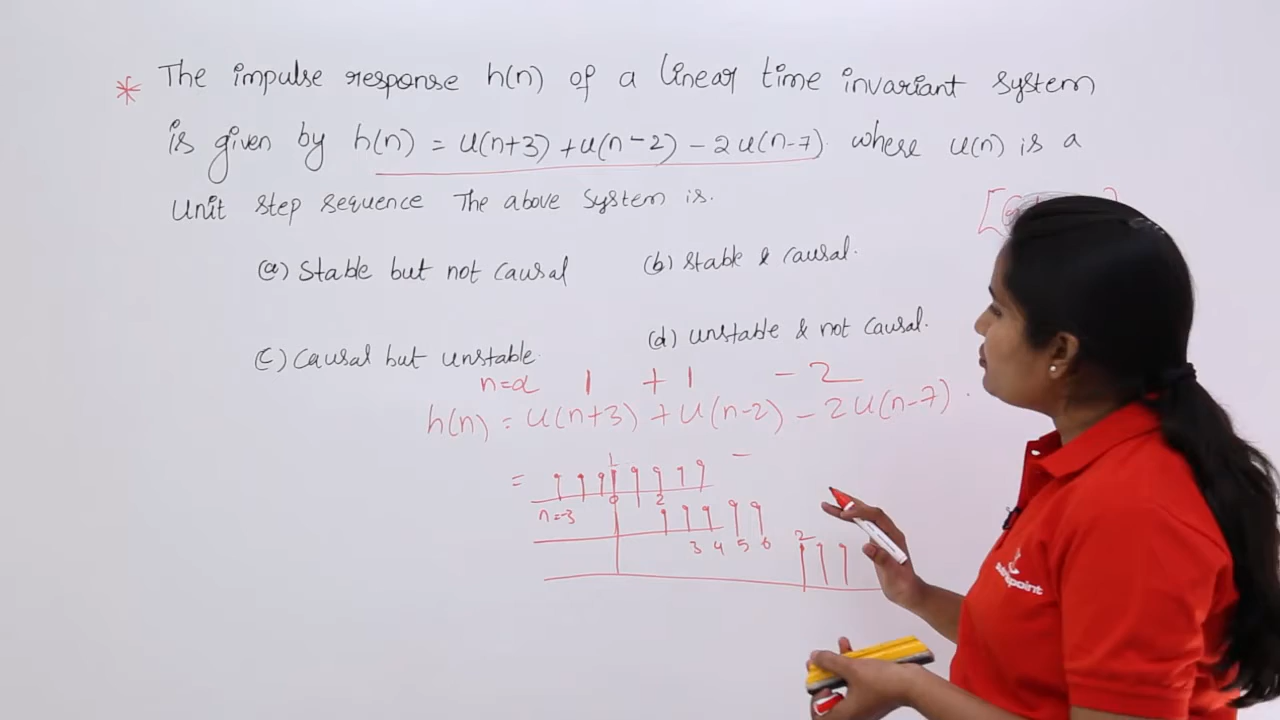 * The impulse response h(n) of a linear time invariant system
is given by h(n) = u(n+3) + u(n-2) - 2u(n-7). where u(n) is a
unit step sequence The above system is.
(a) Stable but not causal
(b) Stable & causal.
(c) Causal but unstable.
(d) unstable & not causal.
n=α 1 + 1 - 2
h(n) = u(n+3) + u(n-2) - 2u(n-7).
= 1 -
n=-3 0 2
3 4 5 6
2